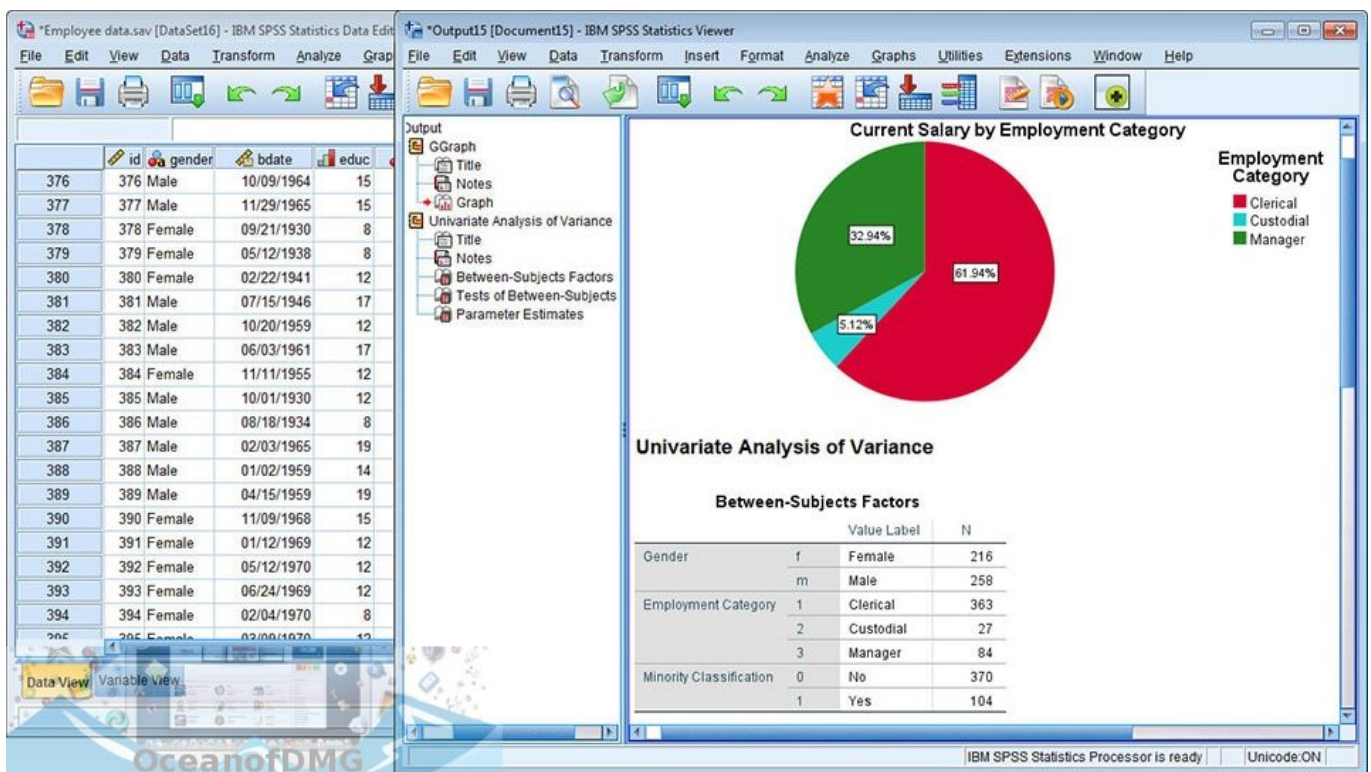 *Employee data.sav [DataSet16] - IBM SPSS Statistics Data Edit
File Edit View Data Transform Analyze Grap
id gender bdate educ
376 376 Male 10/09/1964 15
377 377 Male 11/29/1965 15
378 378 Female 09/21/1930 8
379 379 Female 05/12/1938 8
380 380 Female 02/22/1941 12
381 381 Male 07/15/1946 17
382 382 Male 10/20/1959 12
383 383 Male 06/03/1961 17
384 384 Female 11/11/1955 12
385 385 Male 10/01/1930 12
386 386 Male 08/18/1934 8
387 387 Male 02/03/1965 19
388 388 Male 01/02/1959 14
389 389 Male 04/15/1959 19
390 390 Female 11/09/1968 15
391 391 Female 01/12/1969 12
392 392 Female 05/12/1970 12
393 393 Female 06/24/1969 12
394 394 Female 02/04/1970 8
395 395 Female 03/09/1970 12
Data View Variable View
OceanofDMG
*Output15 [Document15] - IBM SPSS Statistics Viewer
File Edit View Data Transform Insert Format Analyze Graphs Utilities Extensions Window Help
Output
GGraph
Title
Notes
Graph
Univariate Analysis of Variance
Title
Notes
Between-Subjects Factors
Tests of Between-Subjects
Parameter Estimates
Current Salary by Employment Category
Employment
Category
Clerical
Custodial
Manager
32.94%
61.94%
5.12%
Univariate Analysis of Variance
Between-Subjects Factors
Value Label N
Gender f Female 216
m Male 258
Employment Category 1 Clerical 363
2 Custodial 27
3 Manager 84
Minority Classification 0 No 370
1 Yes 104
IBM SPSS Statistics Processor is ready Unicode:ON